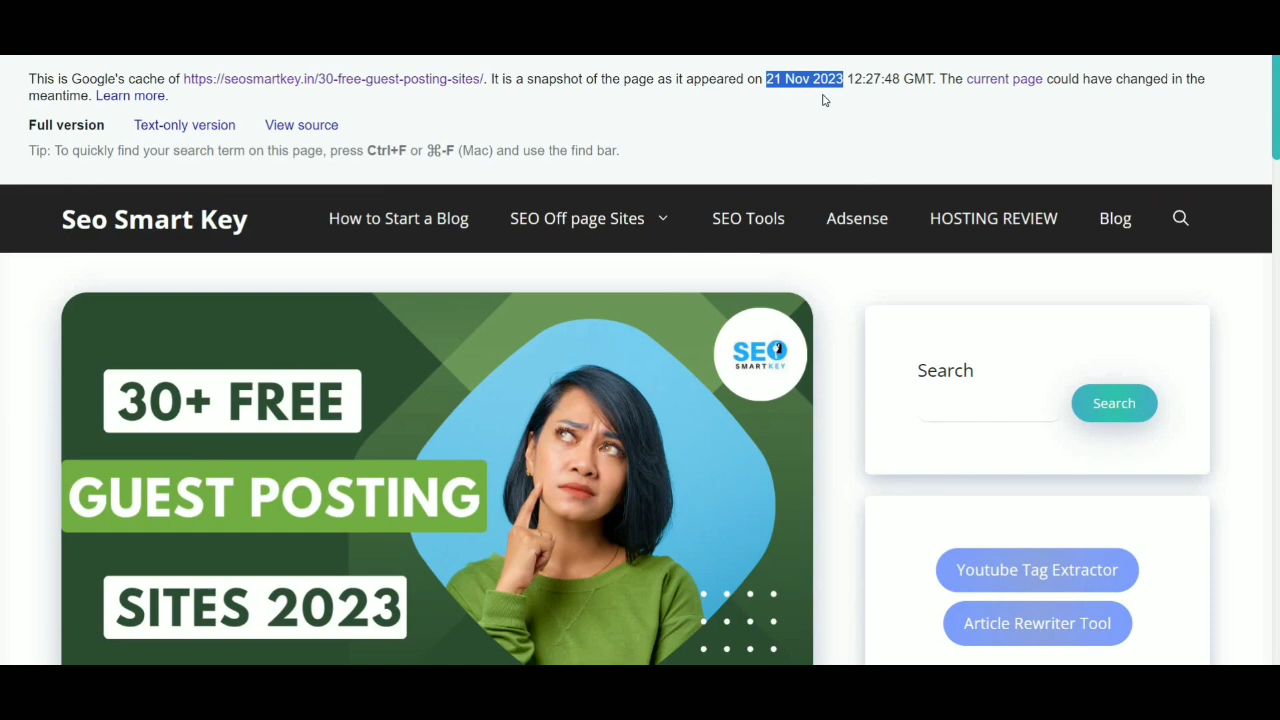 This is Google's cache of https://seosmartkey.in/30-free-guest-posting-sites/. It is a snapshot of the page as it appeared on 21 Nov 2023 12:27:48 GMT. The current page could have changed in the
meantime. Learn more.
Full version Text-only version View source
Tip: To quickly find your search term on this page, press Ctrl+F or ⌘-F (Mac) and use the find bar.
Seo Smart Key How to Start a Blog SEO Off page Sites SEO Tools Adsense HOSTING REVIEW Blog
30+ FREE
GUEST POSTING
SITES 2023
SEO
SMARTKEY
Search
Search
Youtube Tag Extractor
Article Rewriter Tool